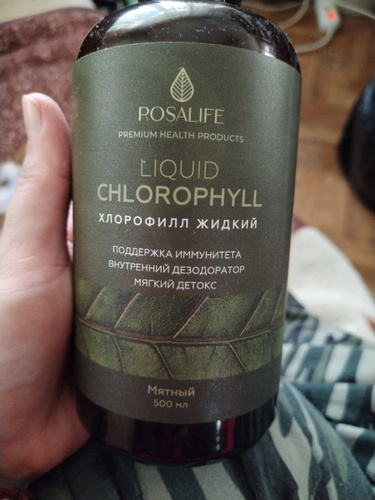 ROSALIFE
PREMIUM HEALTH PRODUCTS
LIQUID
CHLOROPHYLL
ХЛОРОФИЛЛ ЖИДКИЙ
ПОДДЕРЖКА ИММУНИТЕТА
ВНУТРЕННИЙ ДЕЗОДОРАТОР
МЯГКИЙ ДЕТОКС
Мятный
500 мл